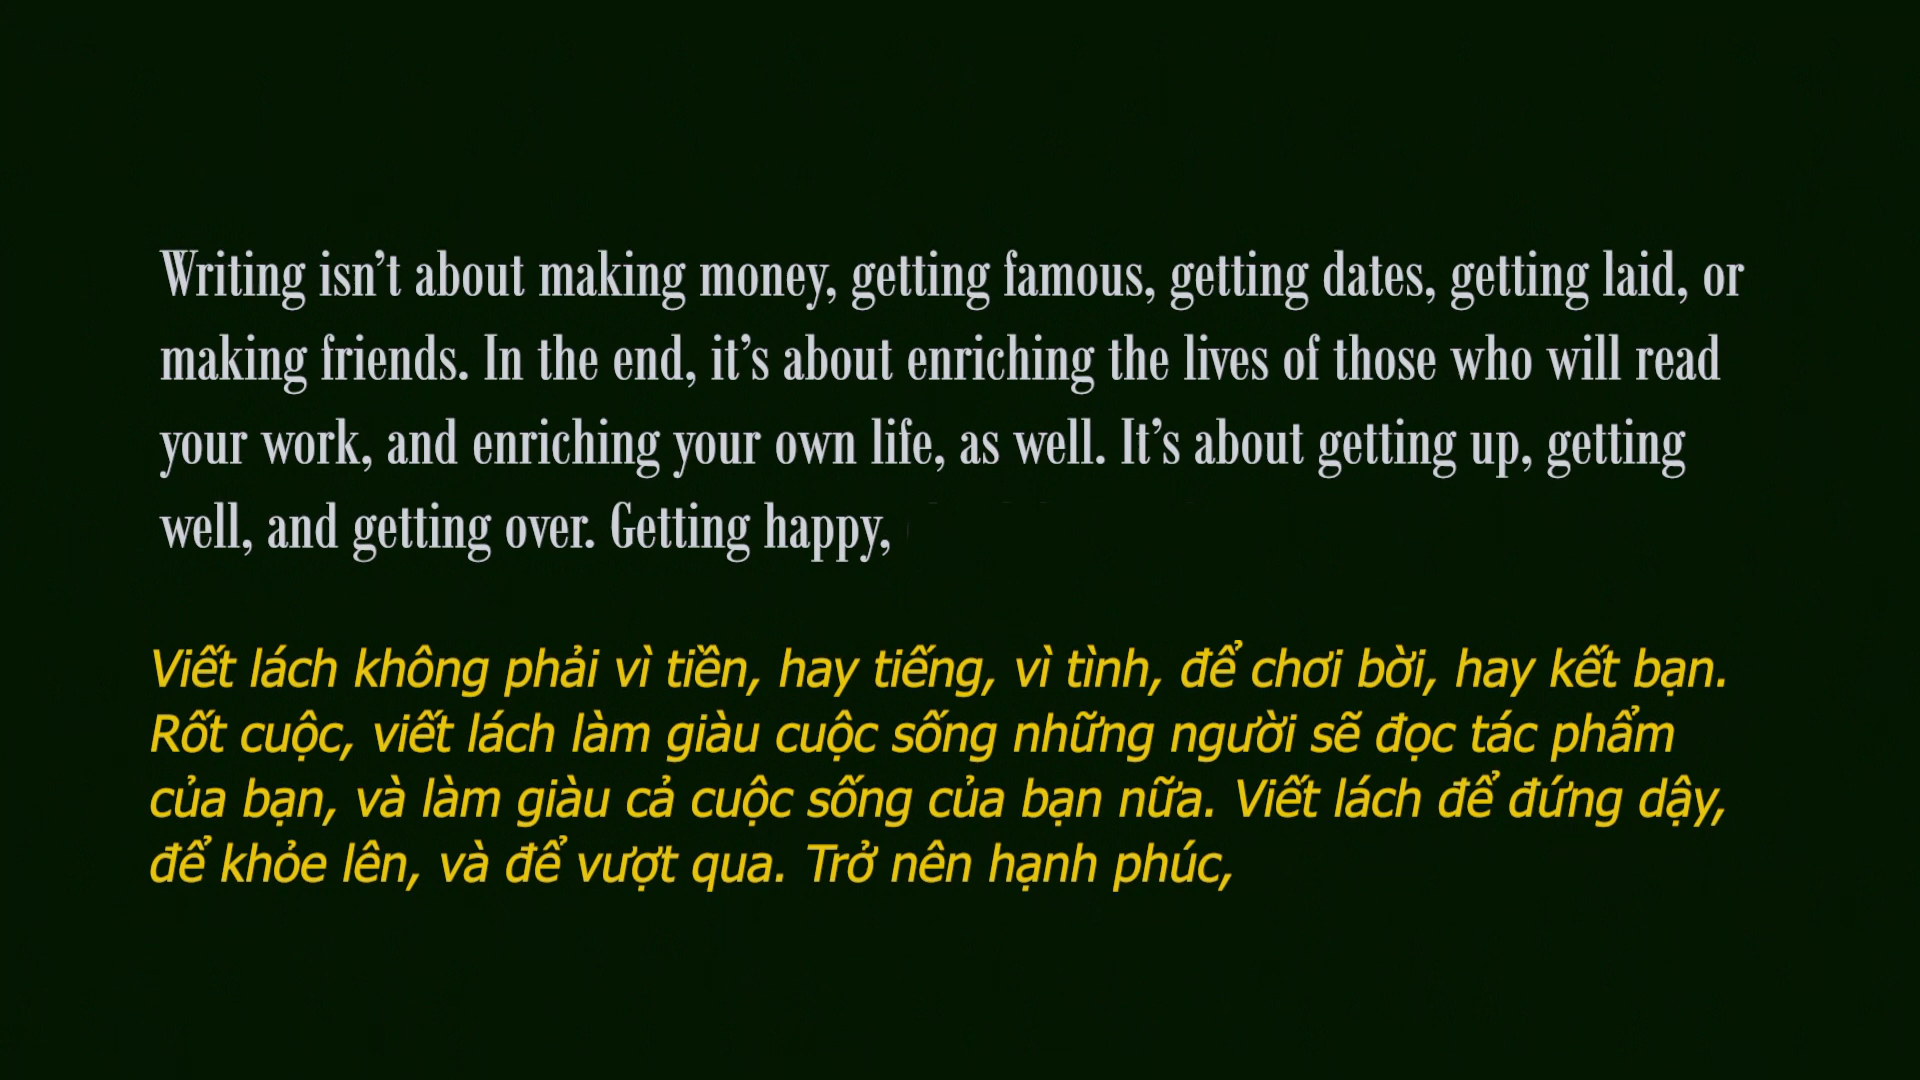 Writing isn’t about making money, getting famous, getting dates, getting laid, or
making friends. In the end, it’s about enriching the lives of those who will read
your work, and enriching your own life, as well. It’s about getting up, getting
well, and getting over. Getting happy,
Viết lách không phải vì tiền, hay tiếng, vì tình, để chơi bời, hay kết bạn.
Rốt cuộc, viết lách làm giàu cuộc sống những người sẽ đọc tác phẩm
của bạn, và làm giàu cả cuộc sống của bạn nữa. Viết lách để đứng dậy,
để khỏe lên, và để vượt qua. Trở nên hạnh phúc,